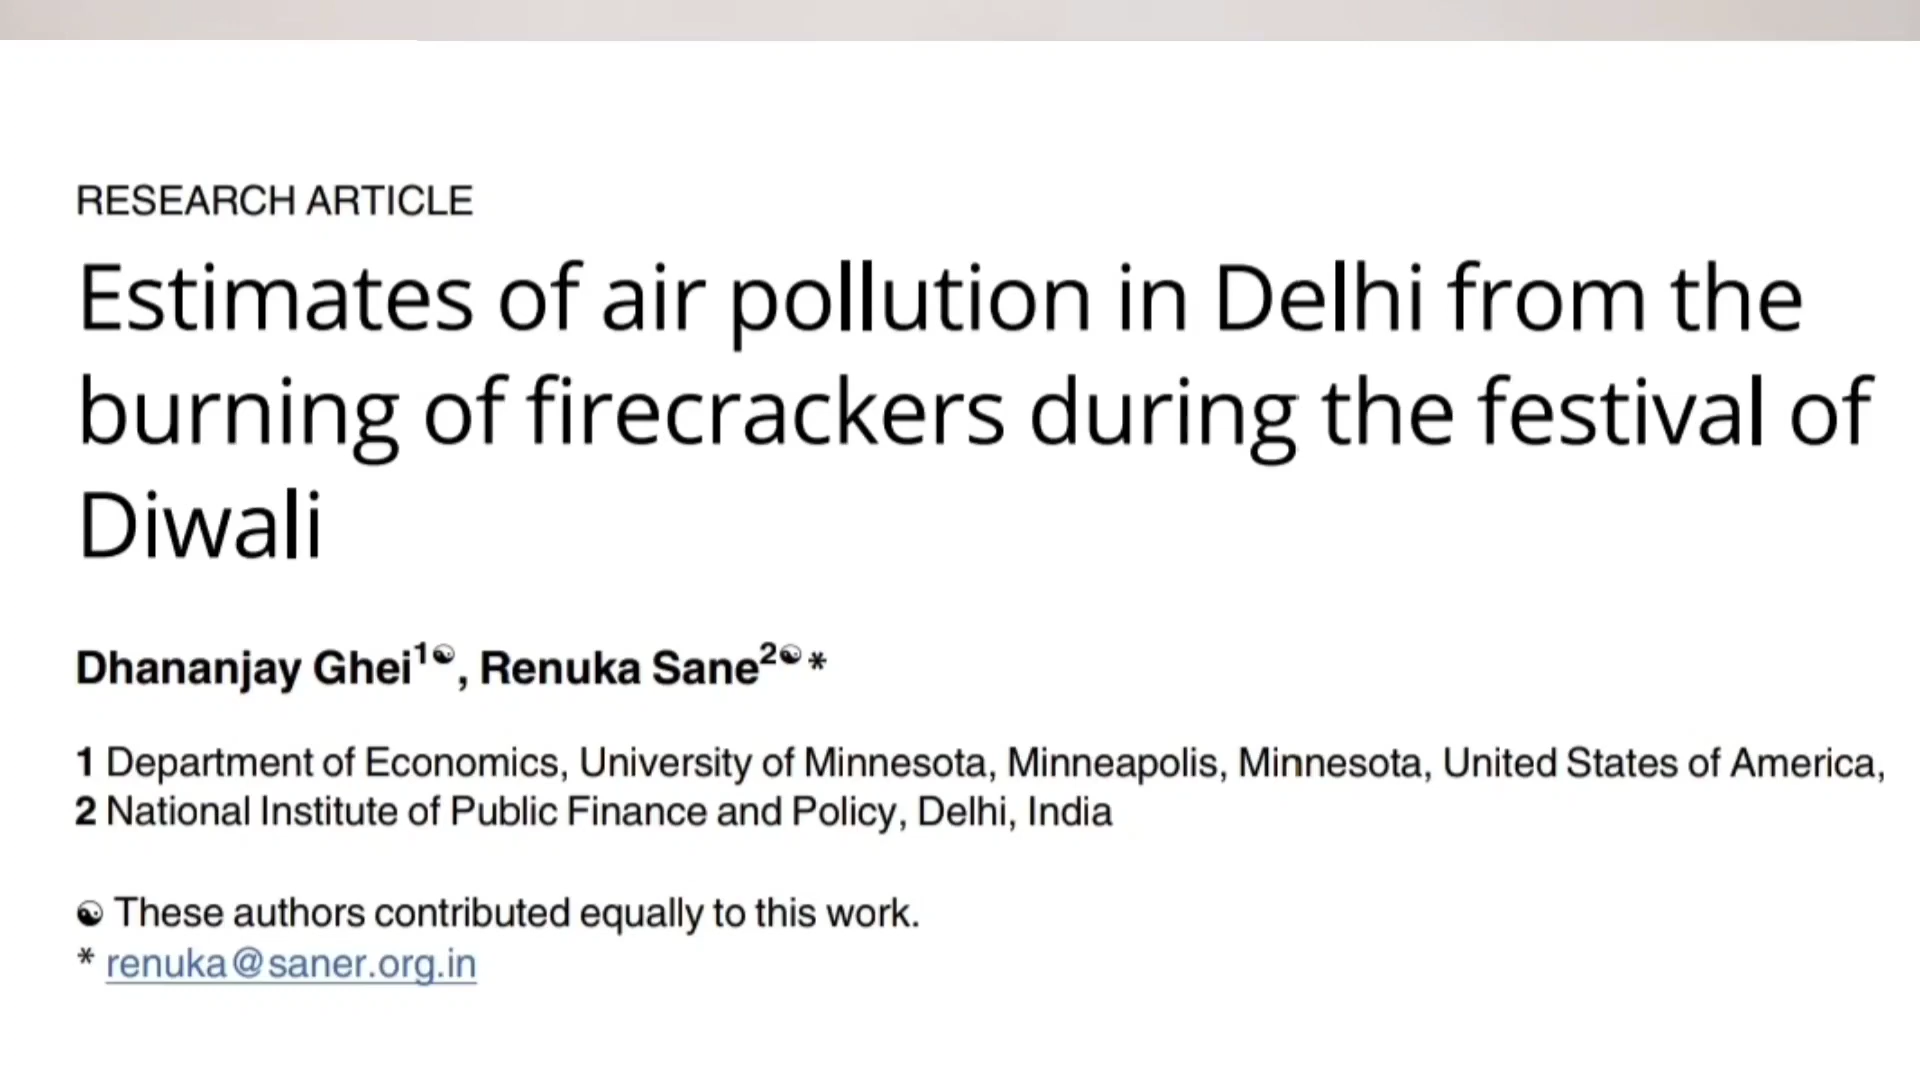 RESEARCH ARTICLE
Estimates of air pollution in Delhi from the
burning of firecrackers during the festival of
Diwali
Dhananjay Ghei1☯, Renuka Sane2☯*
1 Department of Economics, University of Minnesota, Minneapolis, Minnesota, United States of America,
2 National Institute of Public Finance and Policy, Delhi, India
☯ These authors contributed equally to this work.
* renuka@saner.org.in